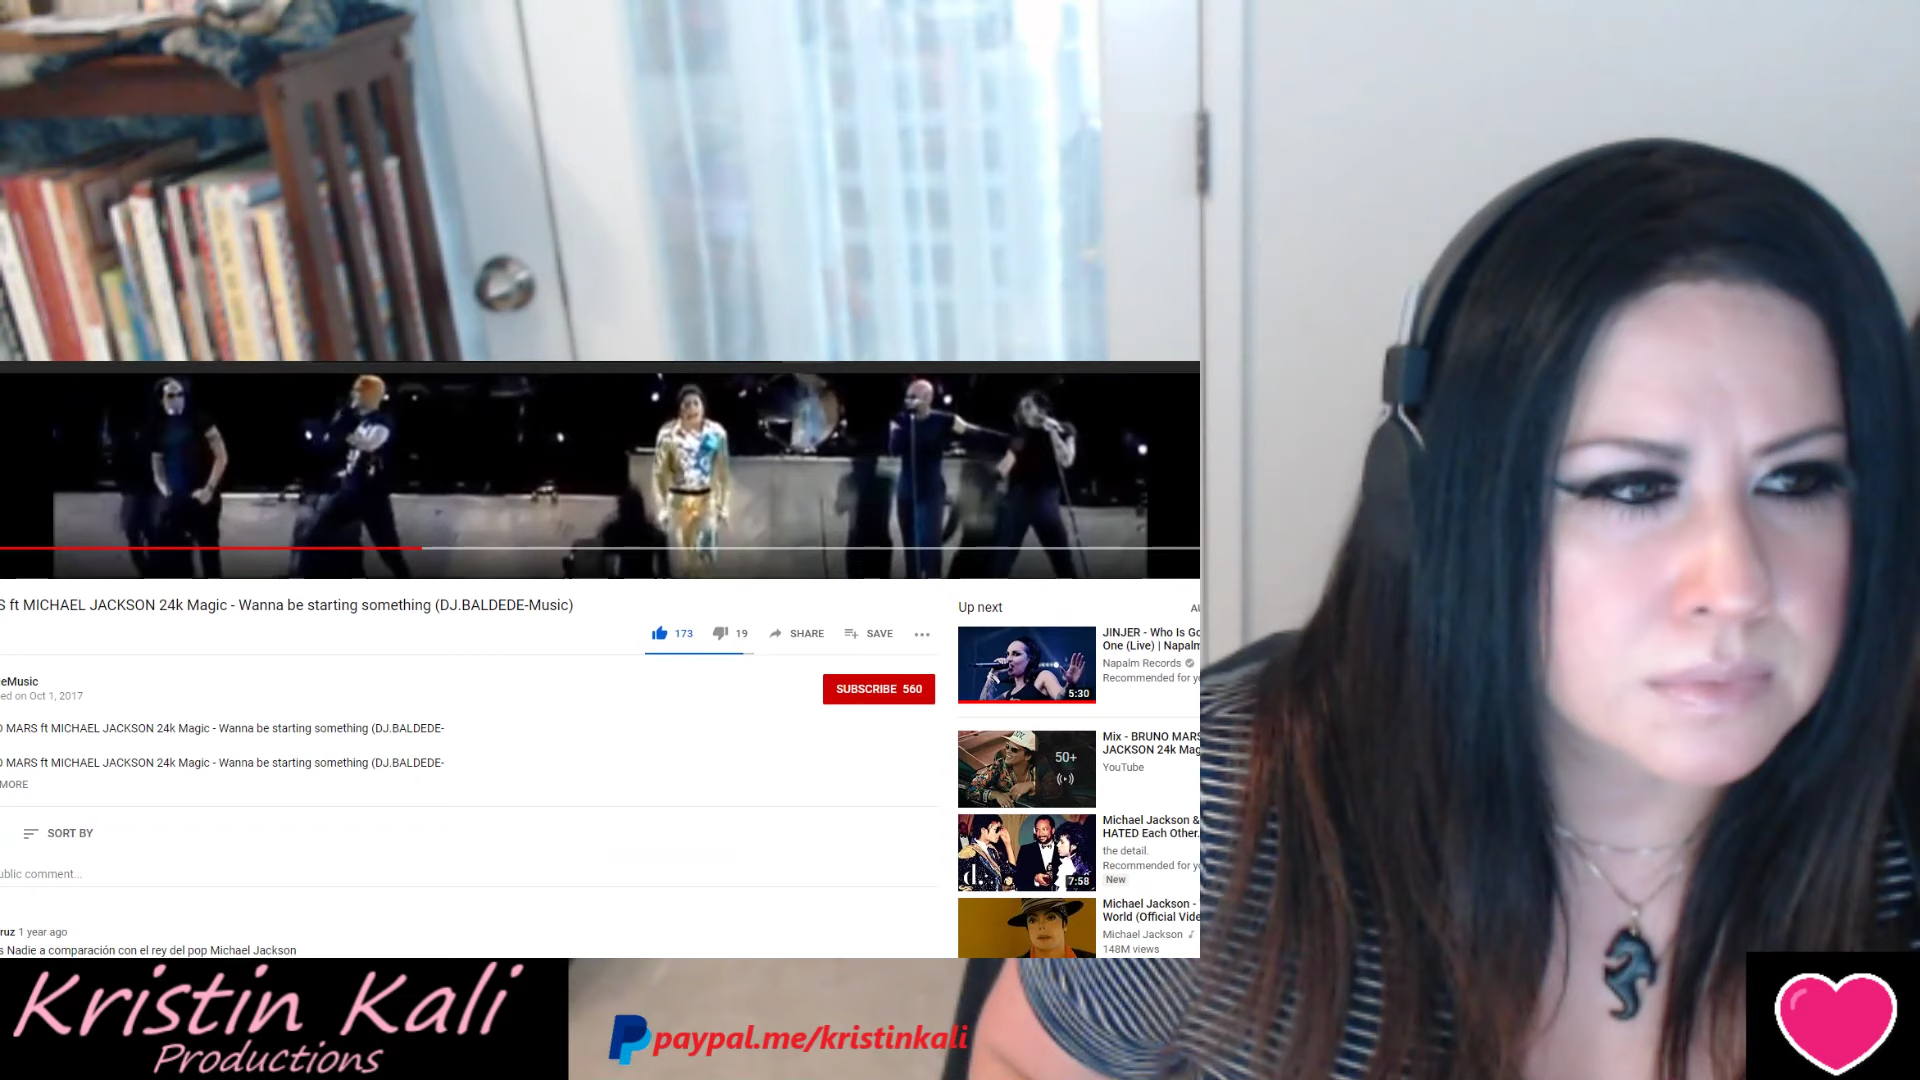 S ft MICHAEL JACKSON 24k Magic - Wanna be starting something (DJ.BALDEDE-Music)
173 19 SHARE SAVE
eMusic
ed on Oct 1, 2017
SUBSCRIBE 560
O MARS ft MICHAEL JACKSON 24k Magic - Wanna be starting something (DJ.BALDEDE-
O MARS ft MICHAEL JACKSON 24k Magic - Wanna be starting something (DJ.BALDEDE-
MORE
SORT BY
ublic comment...
ruz 1 year ago
s Nadie a comparación con el rey del pop Michael Jackson
Up next
AU
5:30
JINJER - Who Is Go
One (Live) | Napalm
Napalm Records
Recommended for yo
50+
Mix - BRUNO MARS
JACKSON 24k Mag
YouTube
d.
7:58
Michael Jackson &
HATED Each Other.
the detail.
Recommended for yo
New
Michael Jackson -
World (Official Vide
Michael Jackson
148M views
Kristin Kali
Productions
paypal.me/kristinkali